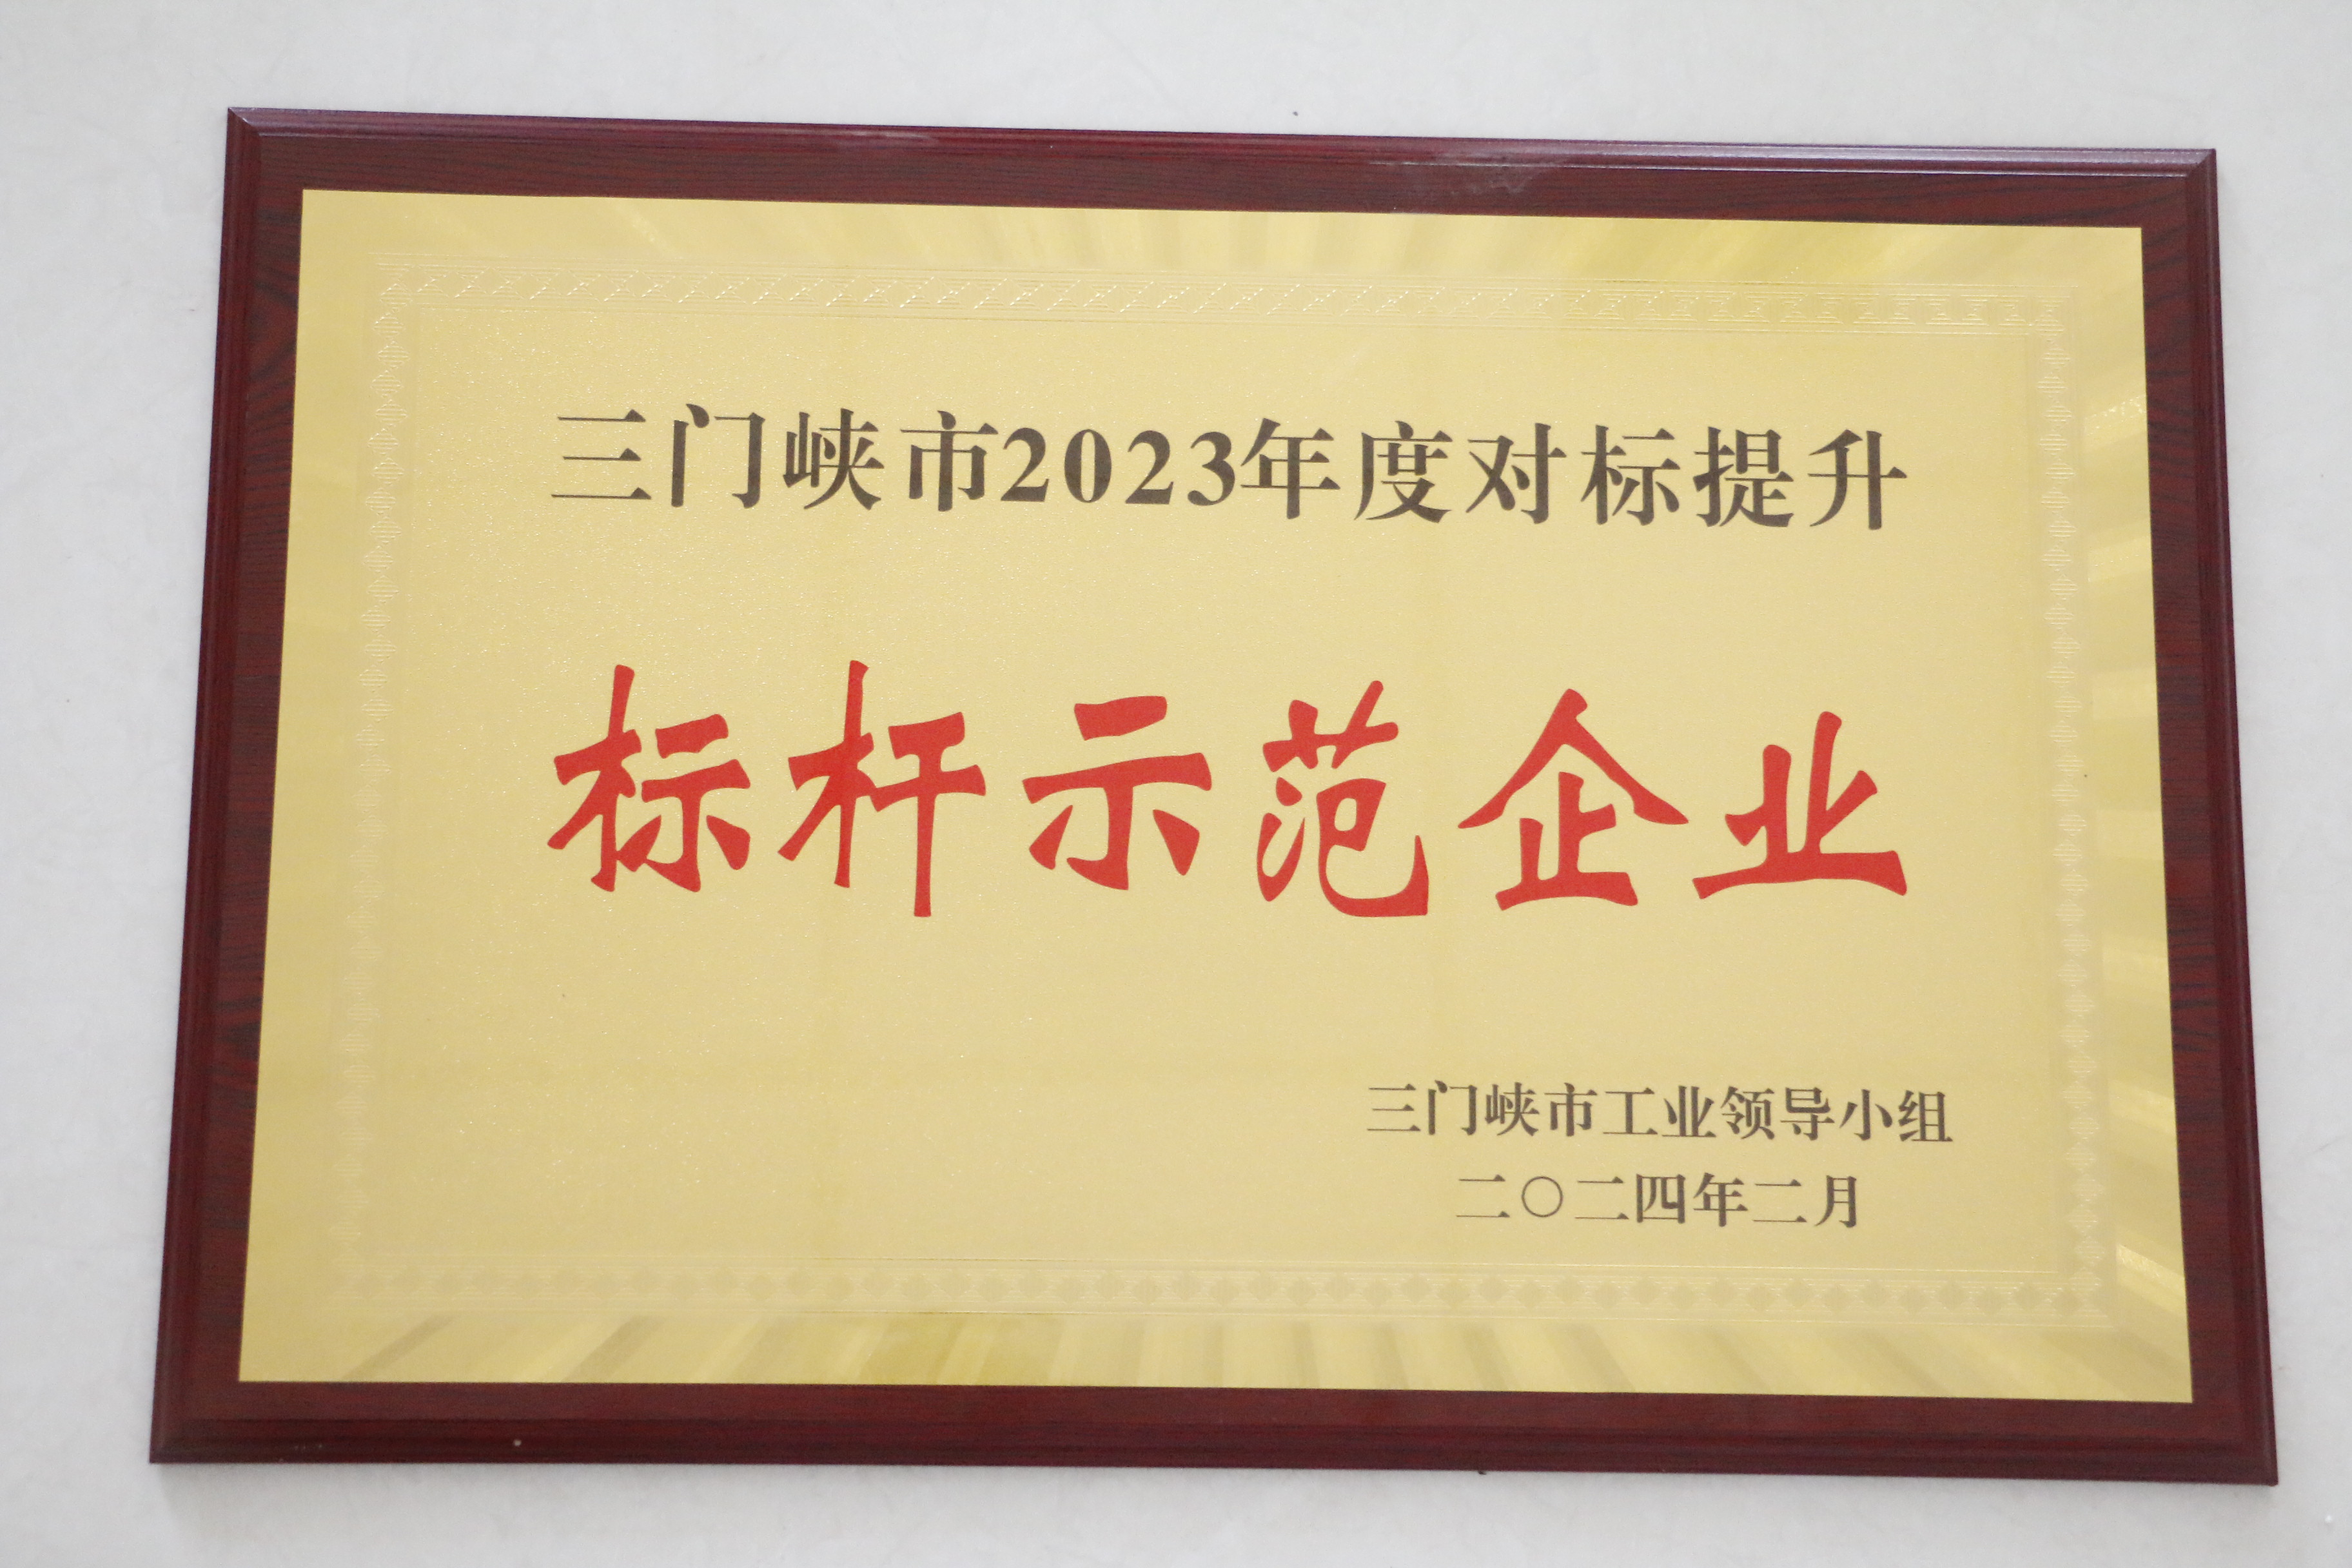 三门峡市2023年度对标提升
标杆示范企业
三门峡市工业领导小组
二〇二四年二月